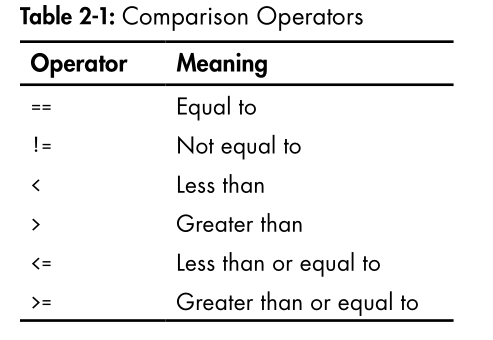 Table 2-1: Comparison Operators
Operator Meaning
== Equal to
!= Not equal to
< Less than
> Greater than
<= Less than or equal to
>= Greater than or equal to